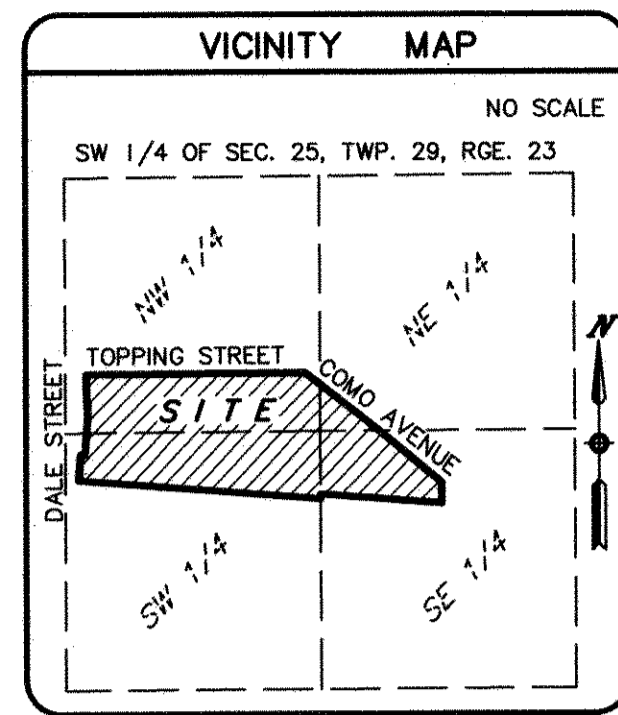 VICINITY MAP
NO SCALE
SW 1/4 OF SEC. 25, TWP. 29, RGE. 23
NW 1/4
NE 1/4
N
TOPPING STREET
COMO AVENUE
SITE
DALE STREET
SW 1/4
SE 1/4